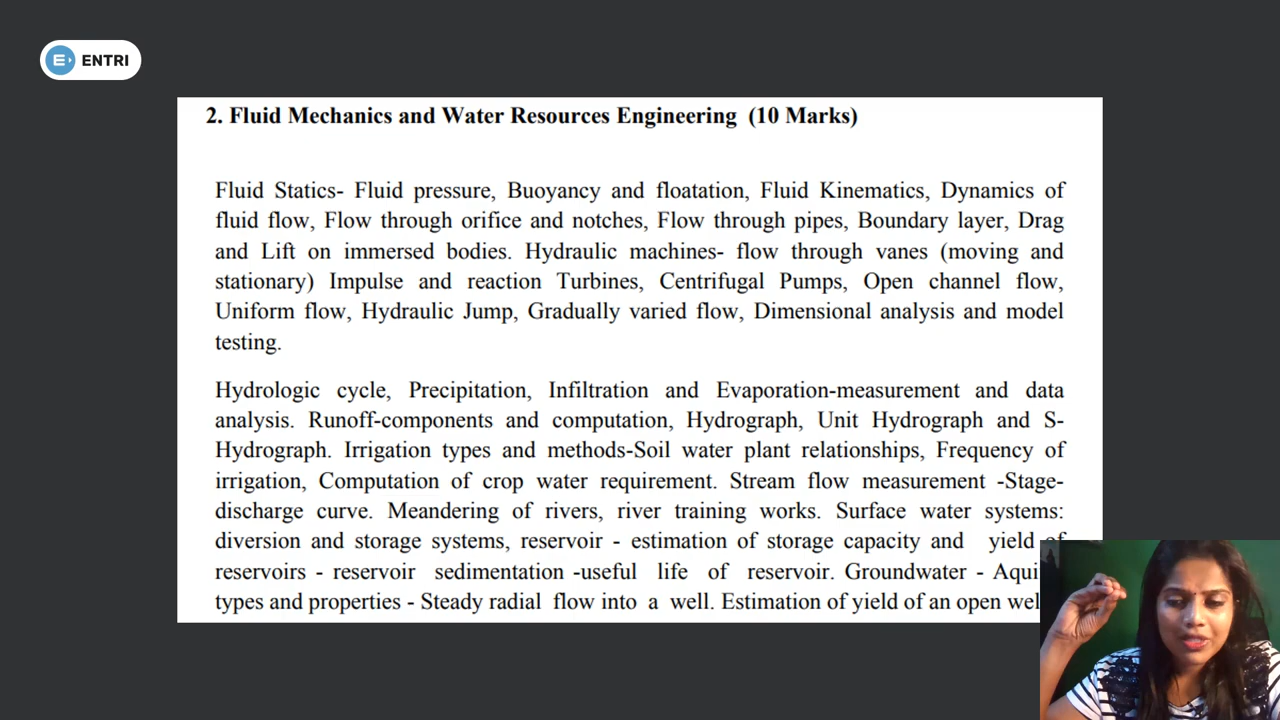 ENTRI
2. Fluid Mechanics and Water Resources Engineering (10 Marks)
Fluid Statics- Fluid pressure, Buoyancy and floatation, Fluid Kinematics, Dynamics of
fluid flow, Flow through orifice and notches, Flow through pipes, Boundary layer, Drag
and Lift on immersed bodies. Hydraulic machines- flow through vanes (moving and
stationary) Impulse and reaction Turbines, Centrifugal Pumps, Open channel flow,
Uniform flow, Hydraulic Jump, Gradually varied flow, Dimensional analysis and model
testing.
Hydrologic cycle, Precipitation, Infiltration and Evaporation-measurement and data
analysis. Runoff-components and computation, Hydrograph, Unit Hydrograph and S-
Hydrograph. Irrigation types and methods-Soil water plant relationships, Frequency of
irrigation, Computation of crop water requirement. Stream flow measurement -Stage-
discharge curve. Meandering of rivers, river training works. Surface water systems:
diversion and storage systems, reservoir - estimation of storage capacity and yield of
reservoirs - reservoir sedimentation -useful life of reservoir. Groundwater -
types and properties - Steady radial flow into a well. Estimation of yield of an open